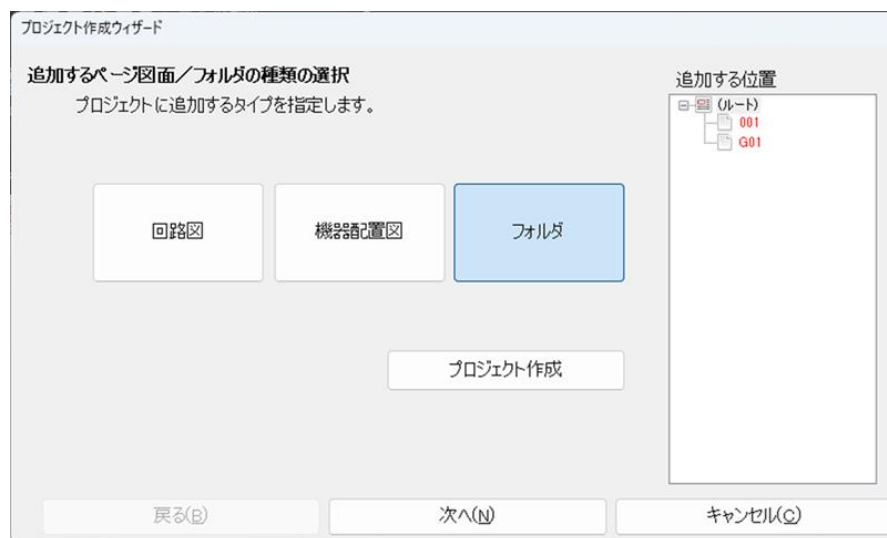 プロジェクト作成ウィザード
追加するページ図面／フォルダの種類の選択
プロジェクトに追加するタイプを指定します。
追加する位置
(ルート)
001
G01
回路図
機器配置図
フォルダ
プロジェクト作成
戻る(B)
次へ(N)
キャンセル(C)